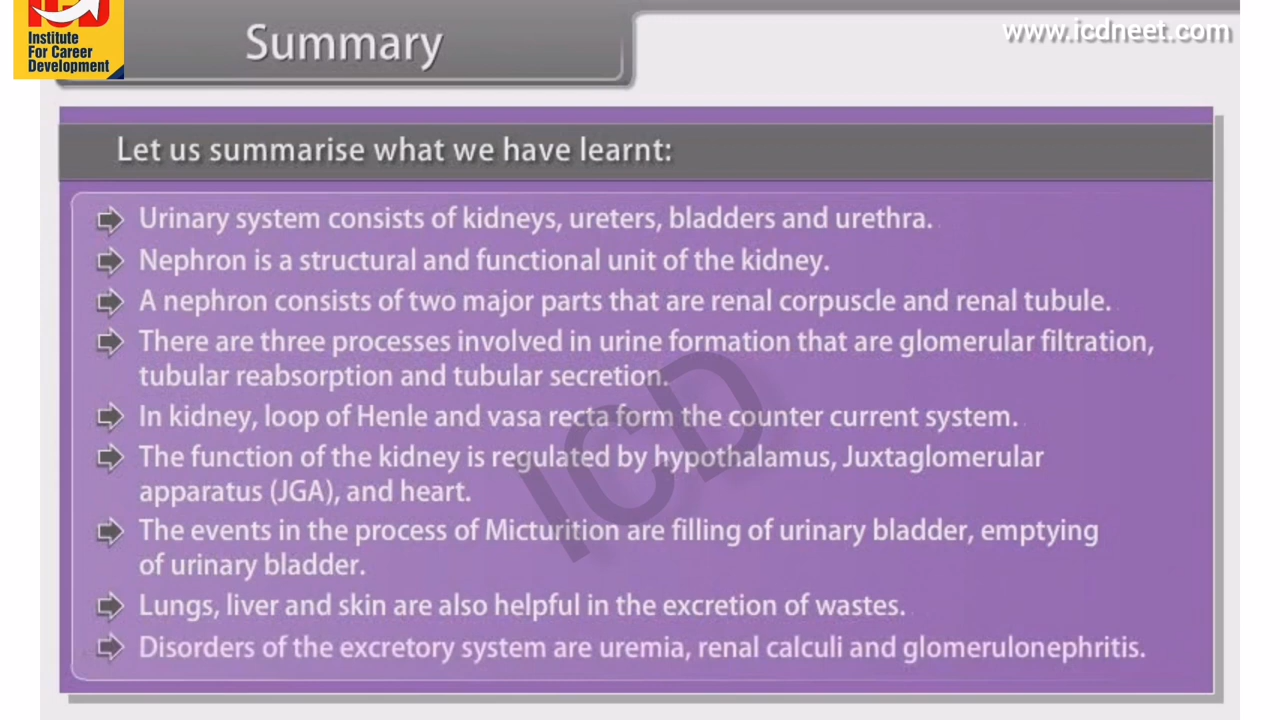 Institute
For Career
Development
Summary
www.icdneet.com
Let us summarise what we have learnt:
Urinary system consists of kidneys, ureters, bladders and urethra.
Nephron is a structural and functional unit of the kidney.
A nephron consists of two major parts that are renal corpuscle and renal tubule.
There are three processes involved in urine formation that are glomerular filtration,
tubular reabsorption and tubular secretion.
In kidney, loop of Henle and vasa recta form the counter current system.
The function of the kidney is regulated by hypothalamus, Juxtaglomerular
apparatus (JGA), and heart.
The events in the process of Micturition are filling of urinary bladder, emptying
of urinary bladder.
Lungs, liver and skin are also helpful in the excretion of wastes.
Disorders of the excretory system are uremia, renal calculi and glomerulonephritis.
ICD